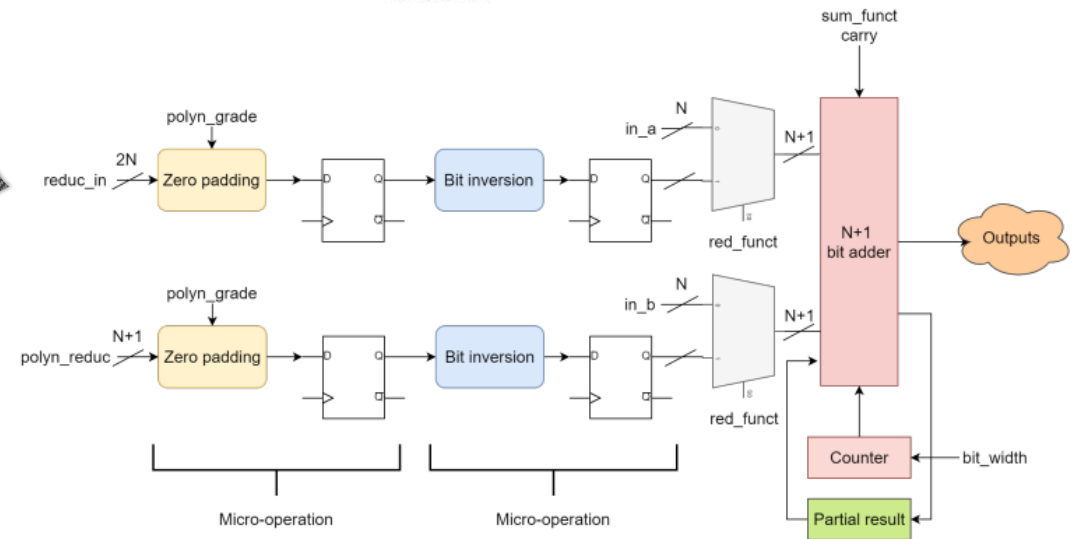 sum_funct
carry
polyn_grade
reduc_in
2N
Zero padding
D
Q
Q
Bit inversion
D
Q
Q
in_a
N
red_funct
N+1
N+1
bit adder
Outputs
polyn_grade
polyn_reduc
N+1
Zero padding
D
Q
Q
Bit inversion
D
Q
Q
in_b
N
red_funct
N+1
Counter
bit_width
Partial result
Micro-operation
Micro-operation